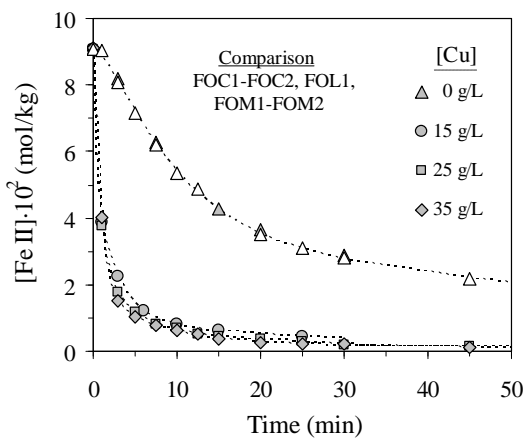 10
8
6
4
2
0
[Fe II]·10² (mol/kg)
Comparison
FOC1-FOC2, FOL1,
FOM1-FOM2
[Cu]
0 g/L
15 g/L
25 g/L
35 g/L
0 10 20 30 40 50
Time (min)